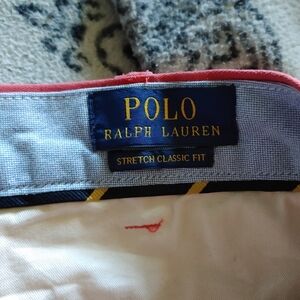 POLO
RALPH LAUREN
STRETCH CLASSIC FIT